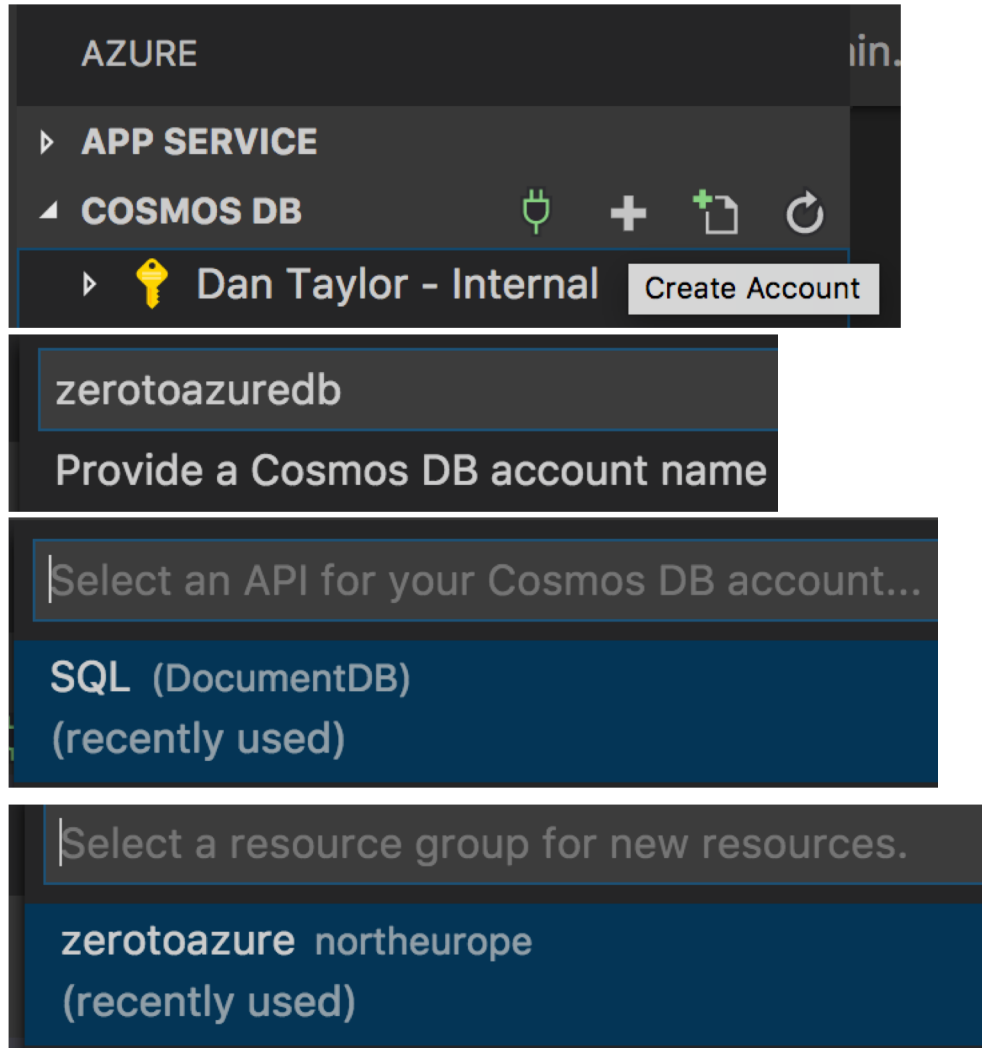 AZURE
in.
APP SERVICE
COSMOS DB
Dan Taylor - Internal
Create Account
zerotoazuredb
Provide a Cosmos DB account name
Select an API for your Cosmos DB account...
SQL (DocumentDB)
(recently used)
Select a resource group for new resources.
zerotoazure northeurope
(recently used)